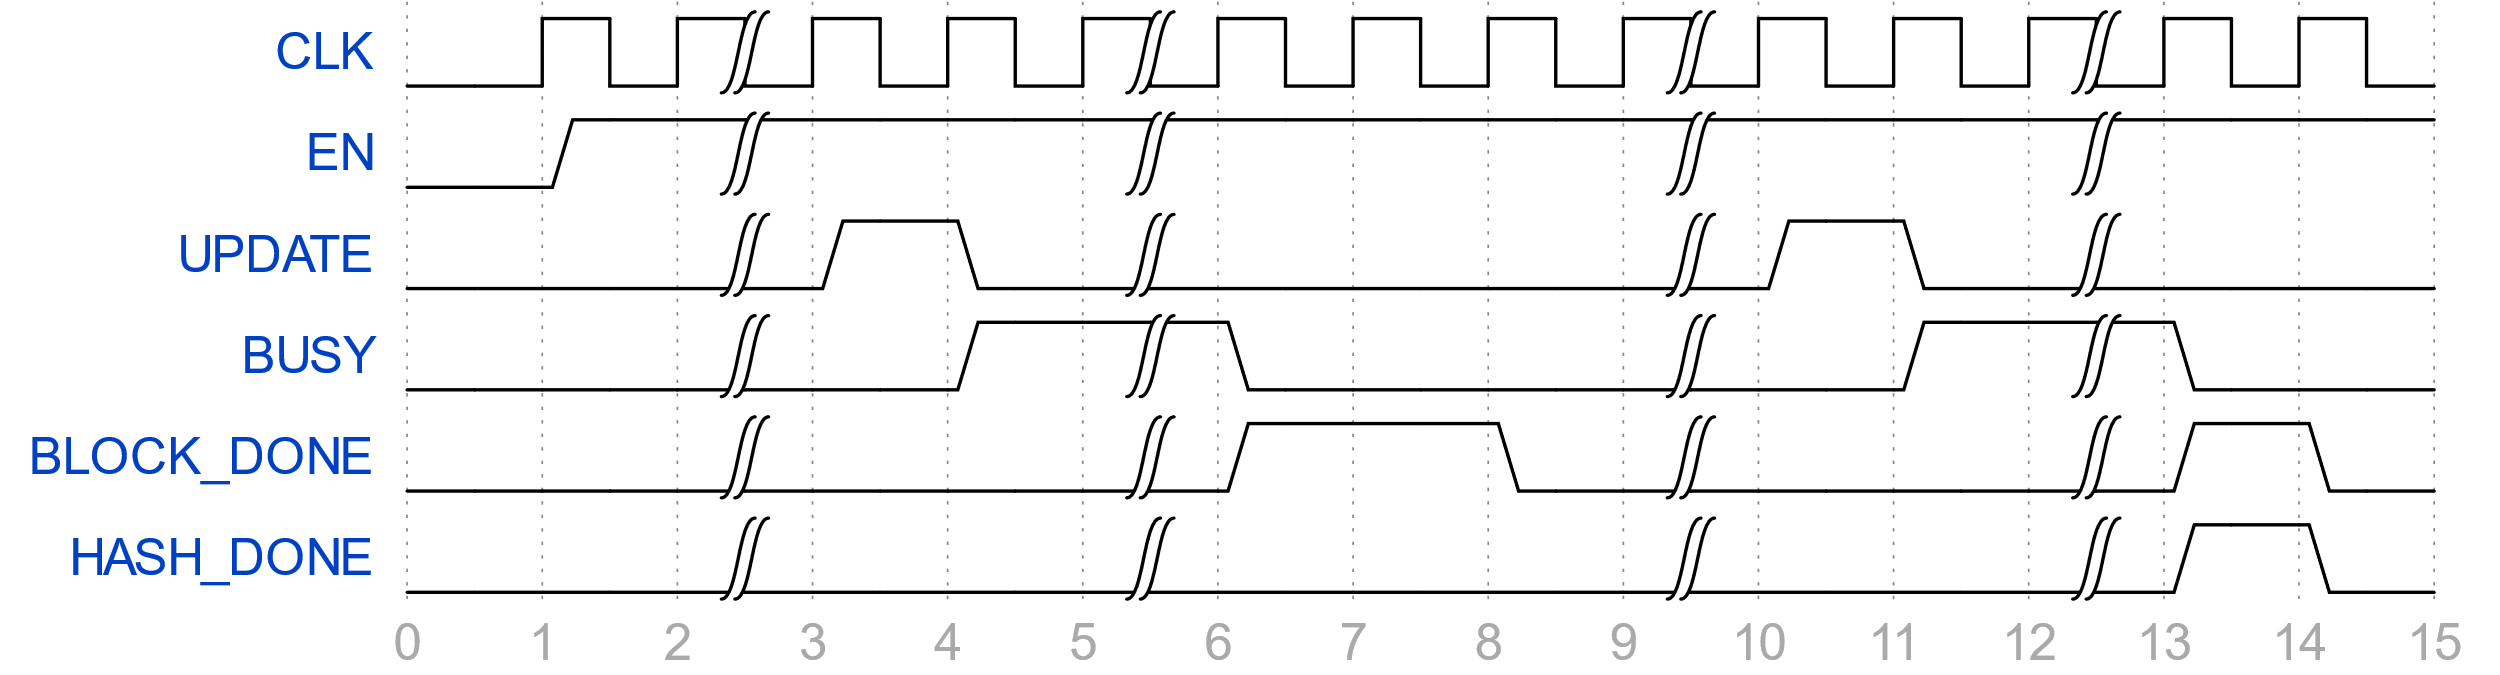 CLK
EN
UPDATE
BUSY
BLOCK_DONE
HASH_DONE
0 1 2 3 4 5 6 7 8 9 10 11 12 13 14 15